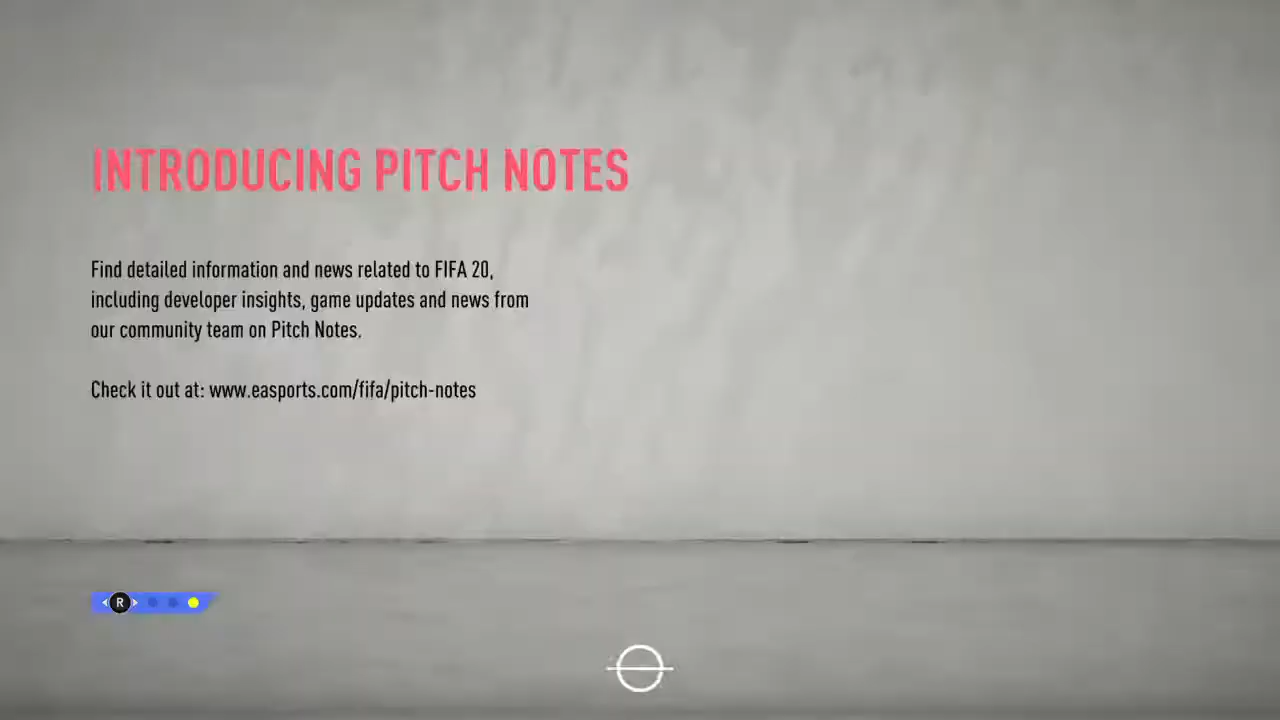 INTRODUCING PITCH NOTES
Find detailed information and news related to FIFA 20,
including developer insights, game updates and news from
our community team on Pitch Notes.
Check it out at: www.easports.com/fifa/pitch-notes
R